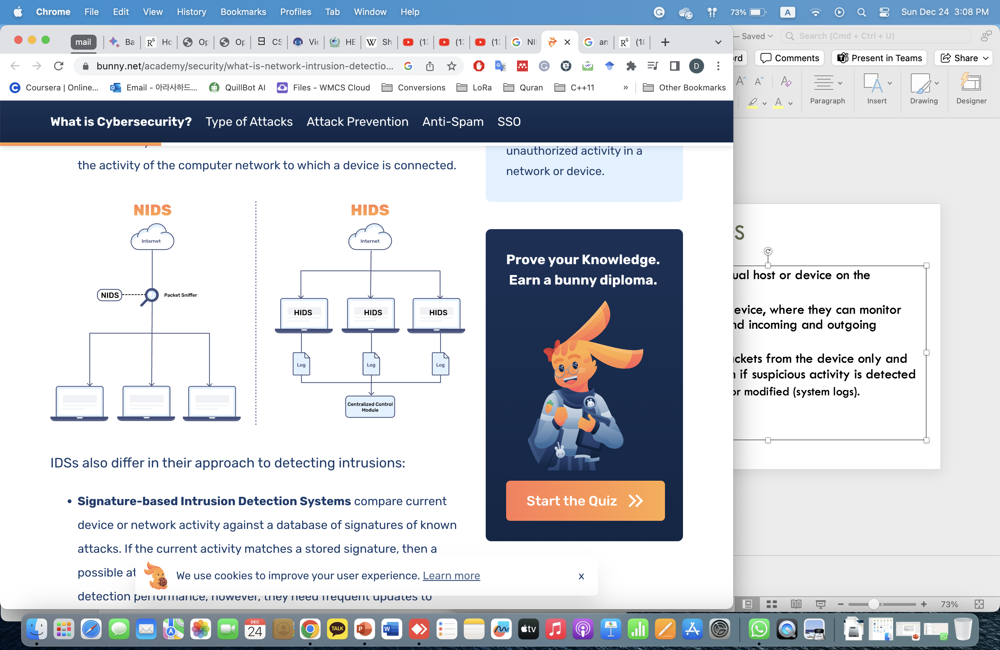 Chrome File Edit View History Bookmarks Profiles Tab Window Help
73% A Sun Dec 24 3:08 PM
mail Ba Ho Op Op CS Vie HE Sh (13 (13 (13 NI an (18
bunny.net/academy/security/what-is-network-intrusion-detectio...
D
Coursera | Online... Email - 아라사하드... QuillBot AI Files - WMCS Cloud Conversions LoRa Quran C++11 » Other Bookmarks
What is Cybersecurity? Type of Attacks Attack Prevention Anti-Spam SSO
the activity of the computer network to which a device is connected.
NIDS
Internet
NIDS
Packet Sniffer
HIDS
Internet
HIDS HIDS HIDS
Log Log Log
Centralized Control
Module
IDSs also differ in their approach to detecting intrusions:
• Signature-based Intrusion Detection Systems compare current
device or network activity against a database of signatures of known
attacks. If the current activity matches a stored signature, then a
possible at
detection performance, however, they need frequent updates to
We use cookies to improve your user experience. Learn more x
unauthorized activity in a
network or device.
Prove your Knowledge.
Earn a bunny diploma.
Start the Quiz
— Saved
Search (Cmd + Ctrl + U)
rd Comments Present in Teams Share
A A A
A
Paragraph Insert Drawing Designer
S
ual host or device on the
evice, where they can monitor
nd incoming and outgoing
ckets from the device only and
if suspicious activity is detected
or modified (system logs).
73%
DEC
24
TALK
P
W
tv